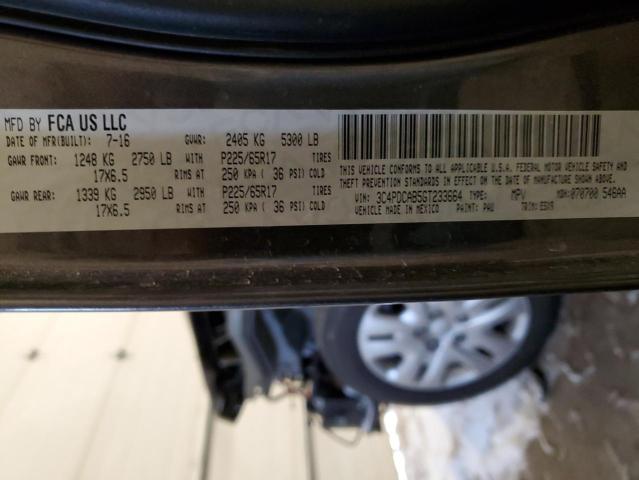 MFD BY FCA US LLC
DATE OF MFR(BUILT): 7-16 GVWR: 2405 KG 5300 LB
GAWR FRONT: 1248 KG 2750 LB WITH P225/65R17 TIRES
17X6.5 RIMS AT 250 KPA ( 36 PSI) COLD
GAWR REAR: 1339 KG 2950 LB WITH P225/65R17 TIRES
17X6.5 RIMS AT 250 KPA ( 36 PSI) COLD
THIS VEHICLE CONFORMS TO ALL APPLICABLE U.S.A. FEDERAL MOTOR VEHICLE SAFETY AND
THEFT PREVENTION STANDARDS IN EFFECT ON THE DATE OF MANUFACTURE SHOWN ABOVE.
VIN: 3C4PDCAB5GT233664 TYPE: MPV MDH: 070700 546AA
VEHICLE MADE IN MEXICO PAINT: PAU TRIM: